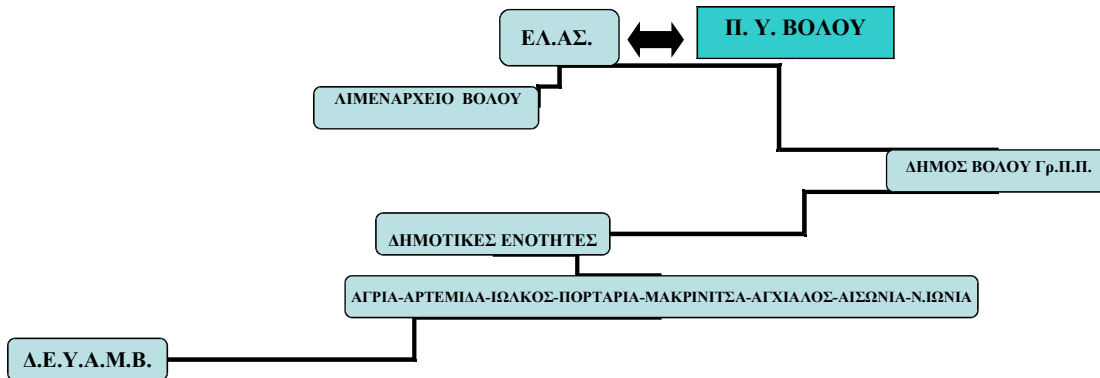 ΕΛ.ΑΣ.
Π. Υ. ΒΟΛΟΥ
ΛΙΜΕΝΑΡΧΕΙΟ ΒΟΛΟΥ
ΔΗΜΟΣ ΒΟΛΟΥ Γρ.Π.Π.
ΔΗΜΟΤΙΚΕΣ ΕΝΟΤΗΤΕΣ
ΑΓΡΙΑ-ΑΡΤΕΜΙΔΑ-ΙΩΛΚΟΣ-ΠΟΡΤΑΡΙΑ-ΜΑΚΡΙΝΙΤΣΑ-ΑΓΧΙΑΛΟΣ-ΑΙΣΩΝΙΑ-Ν.ΙΩΝΙΑ
Δ.Ε.Υ.Α.Μ.Β.